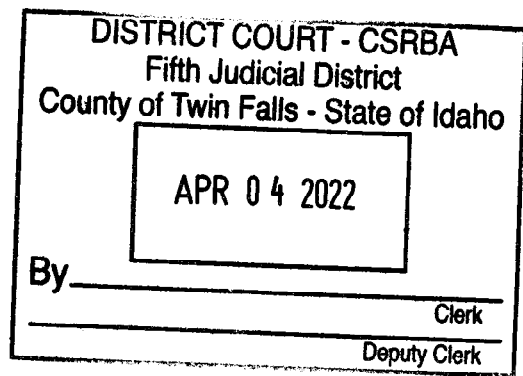 DISTRICT COURT - CSRBA
Fifth Judicial District
County of Twin Falls - State of Idaho
APR 04 2022
By
Clerk
Deputy Clerk